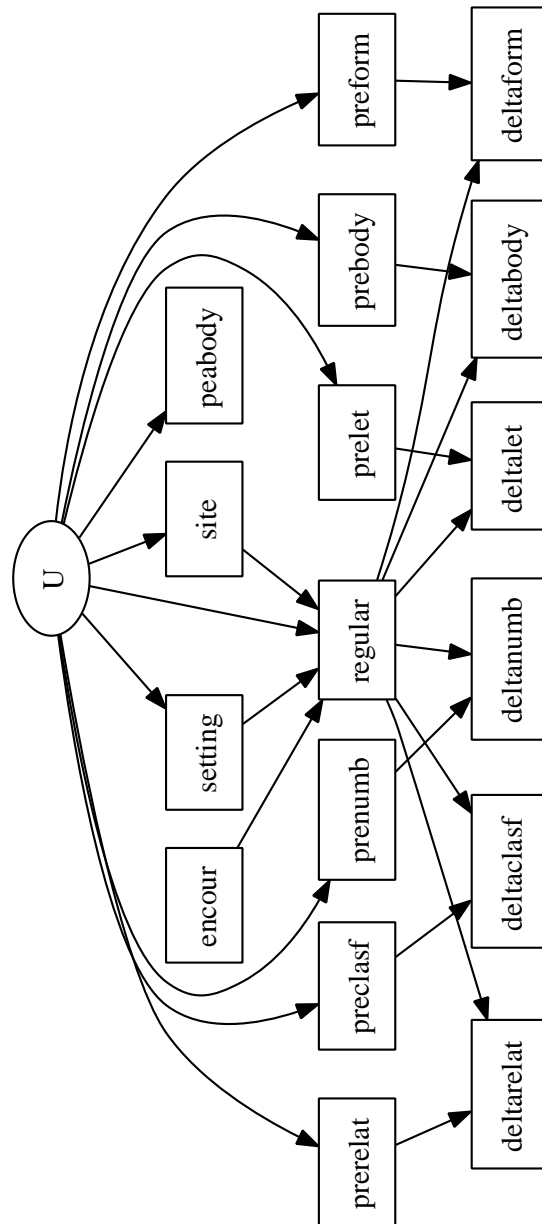 U
encour
setting
site
peabody
prerelat
preclasf
prenumb
regular
prelet
prebody
preform
deltarelat
deltaclasf
deltanumb
deltalet
deltabody
deltaform